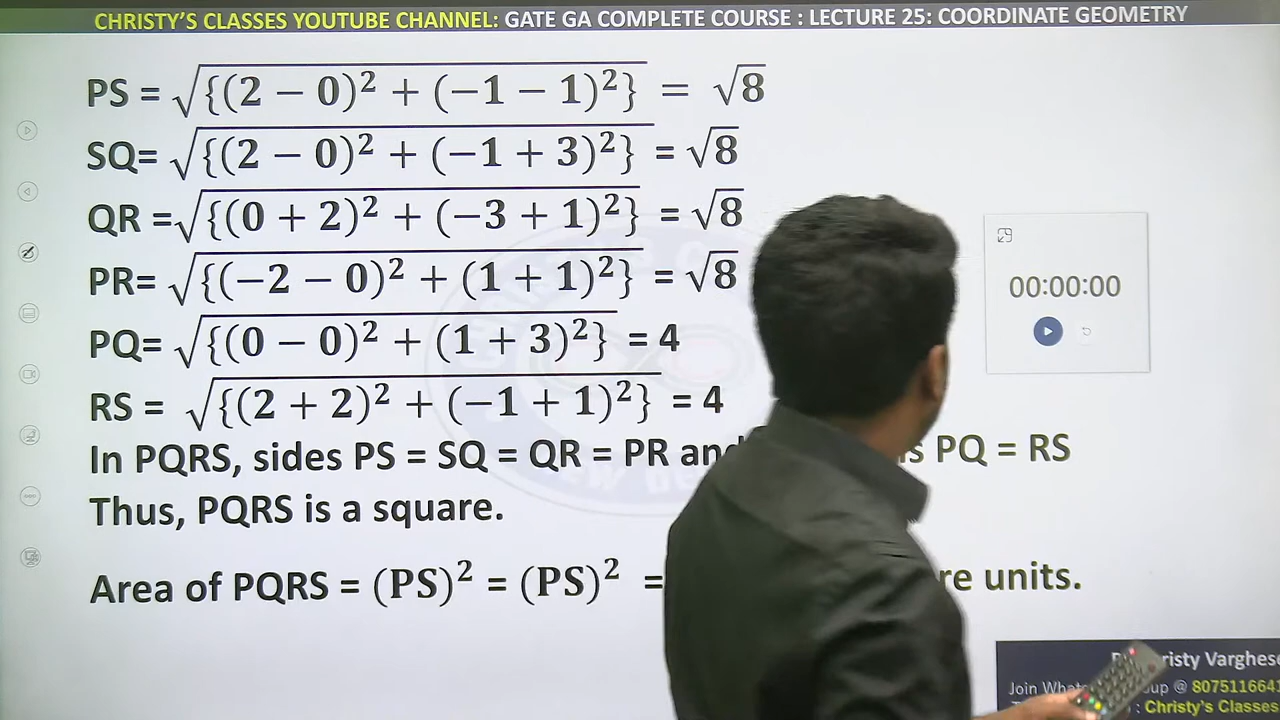 CHRISTY'S CLASSES YOUTUBE CHANNEL: GATE GA COMPLETE COURSE : LECTURE 25: COORDINATE GEOMETRY
PS = √{(2 − 0)² + (−1 − 1)²} = √8
SQ= √{(2 − 0)² + (−1 + 3)²} = √8
QR =√{(0 + 2)² + (−3 + 1)²} = √8
PR= √{(−2 − 0)² + (1 + 1)²} = √8
00:00:00
PQ= √{(0 − 0)² + (1 + 3)²} = 4
RS = √{(2 + 2)² + (−1 + 1)²} = 4
In PQRS, sides PS = SQ = QR = PR and PQ = RS
Thus, PQRS is a square.
Area of PQRS = (PS)² = (PS)² = units.
Varghese
Join @ 807511664
: Christy's Classes